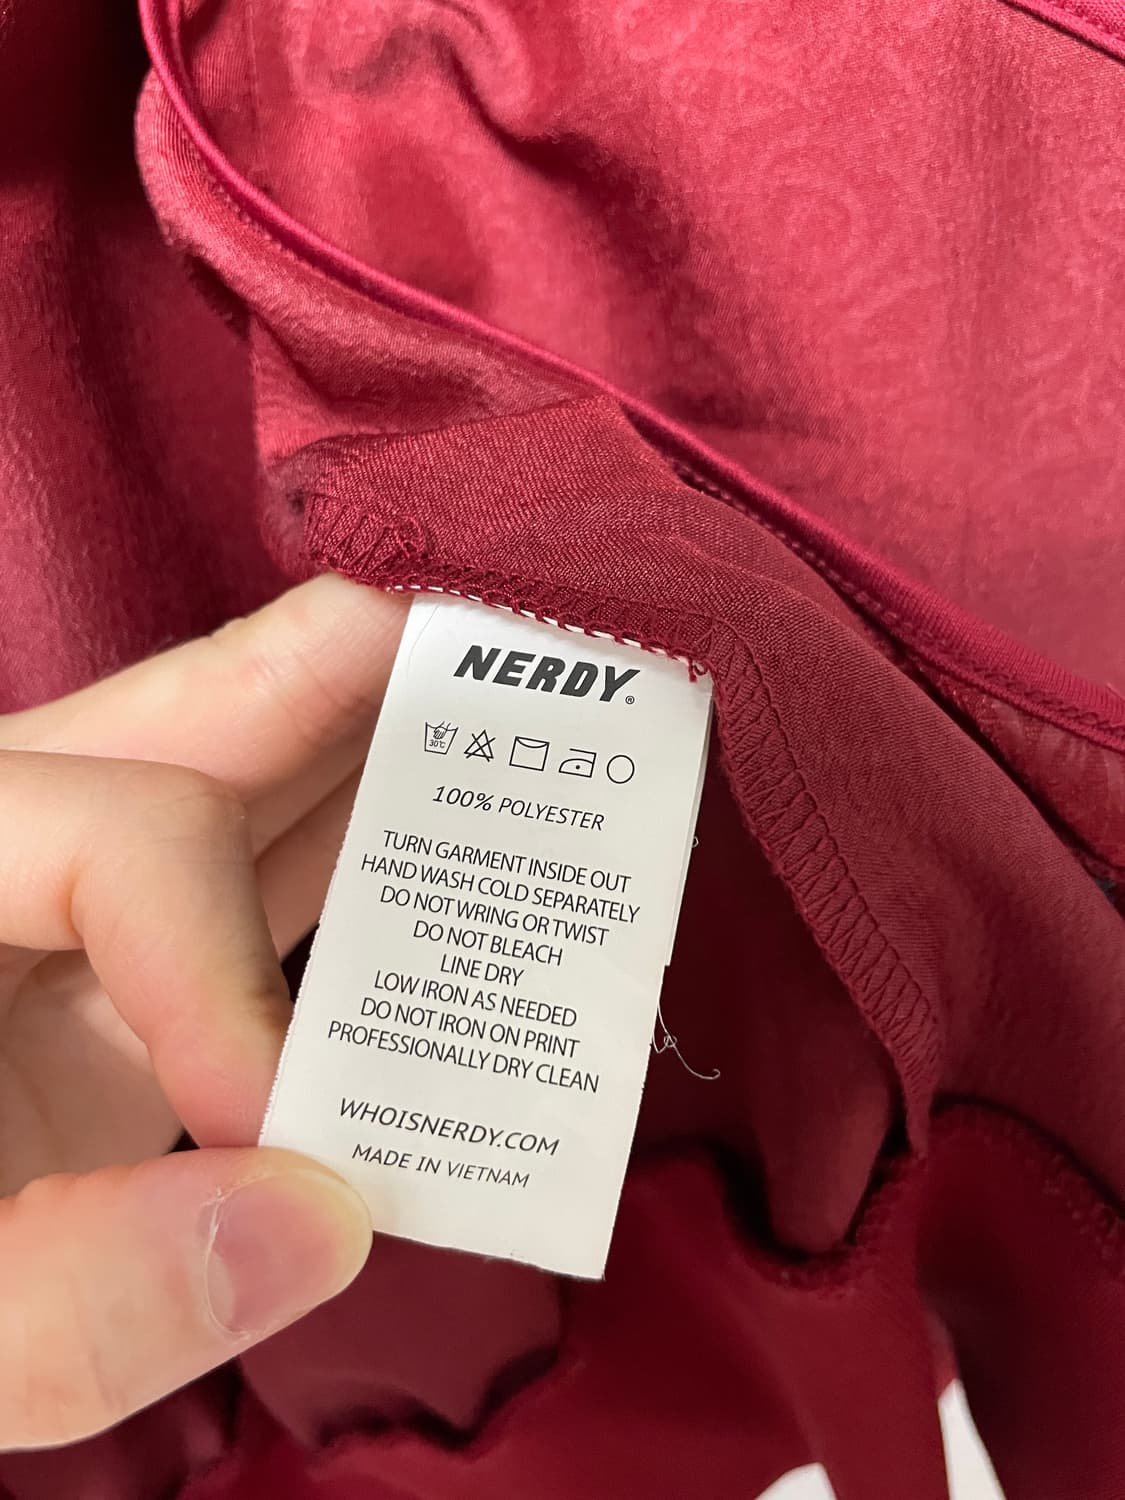 NERDY®
30°C
100% POLYESTER
TURN GARMENT INSIDE OUT
HAND WASH COLD SEPARATELY
DO NOT WRING OR TWIST
DO NOT BLEACH
LINE DRY
LOW IRON AS NEEDED
DO NOT IRON ON PRINT
PROFESSIONALLY DRY CLEAN
WHOISNERDY.COM
MADE IN VIETNAM